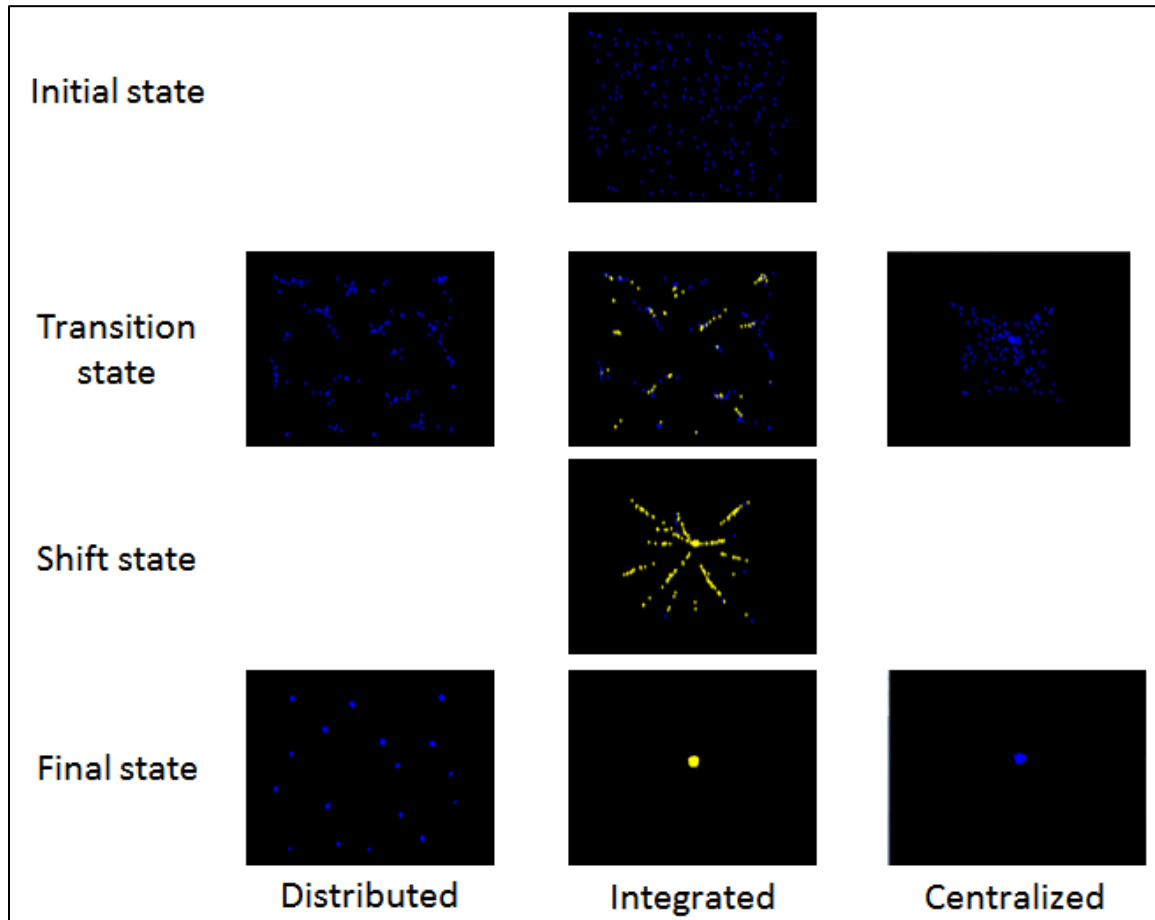 Initial state
Transition
state
Shift state
Final state
Distributed
Integrated
Centralized